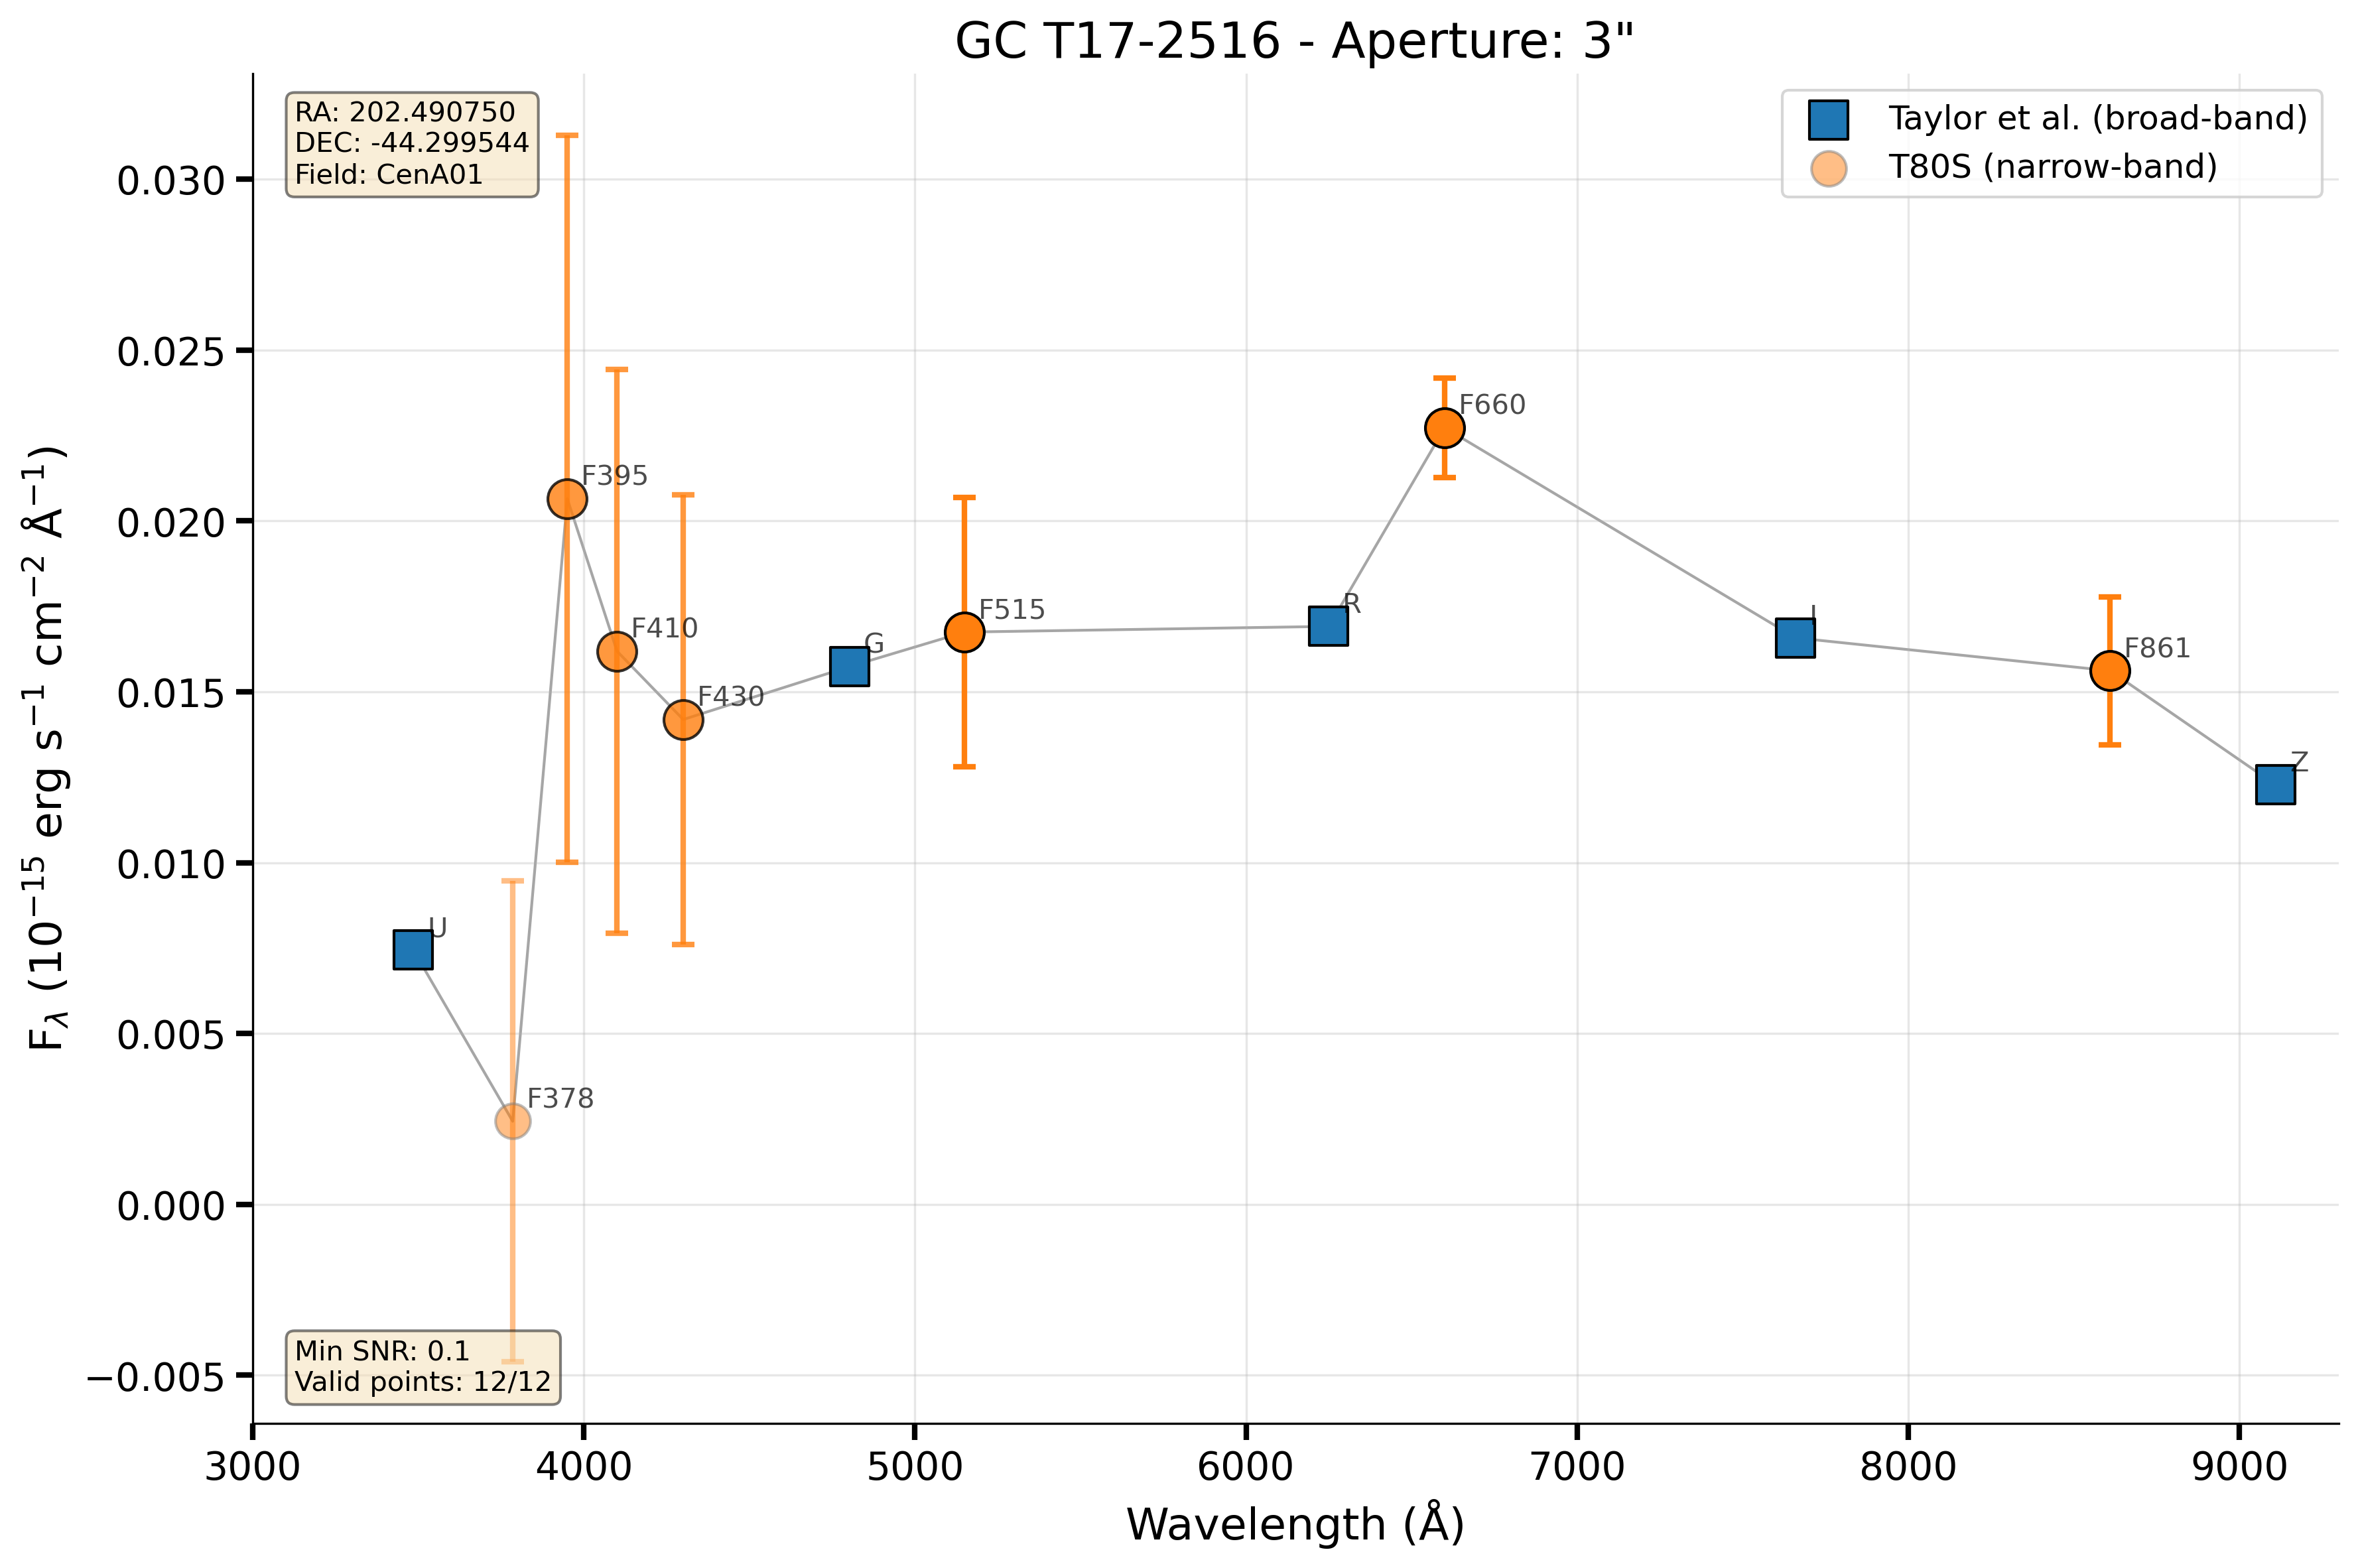 GC T17-2516 - Aperture: 3"
RA: 202.490750
DEC: -44.299544
Field: CenA01
Taylor et al. (broad-band)
T80S (narrow-band)
0.030
0.025
0.020
0.015
0.010
0.005
0.000
−0.005
F_λ (10⁻¹⁵ erg s⁻¹ cm⁻² Å⁻¹)
U
F378
F395
F410
F430
G
F515
R
F660
I
F861
Z
Min SNR: 0.1
Valid points: 12/12
3000 4000 5000 6000 7000 8000 9000
Wavelength (Å)